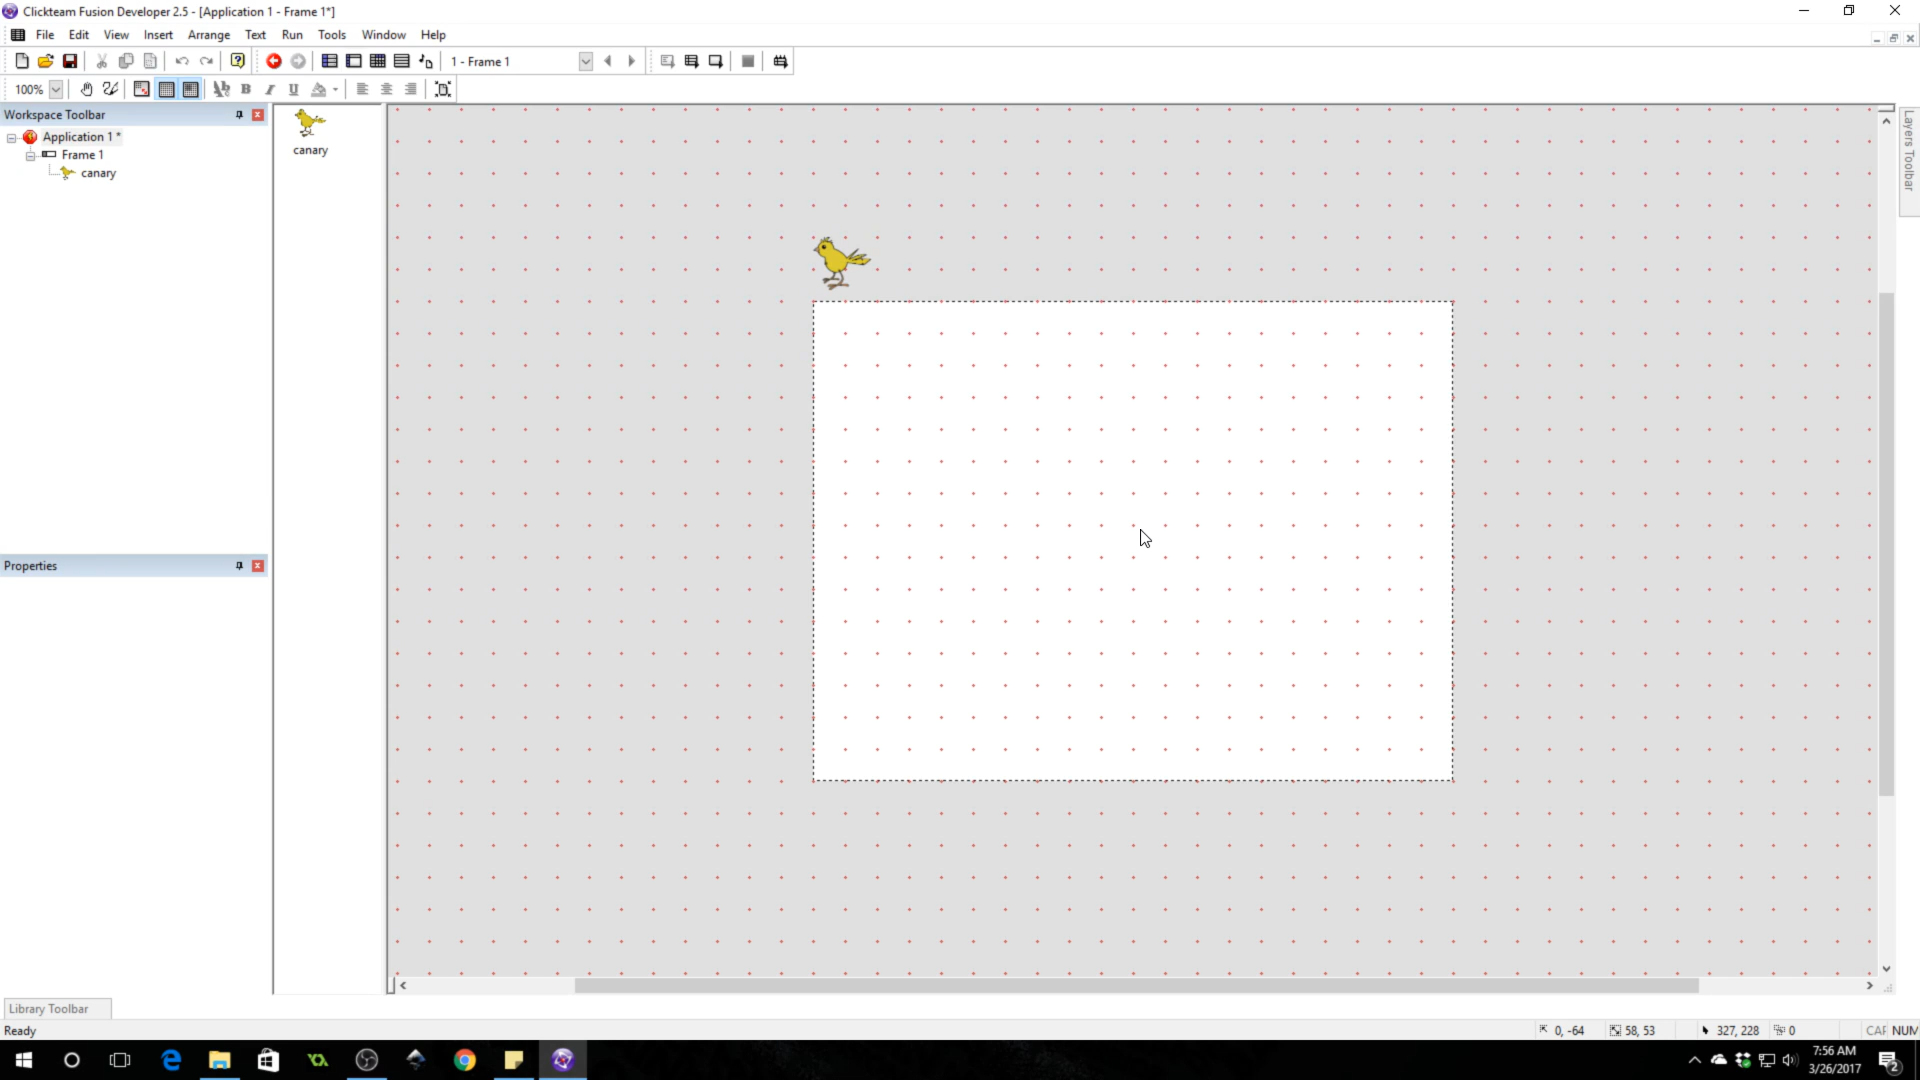 Clickteam Fusion Developer 2.5 - [Application 1 - Frame 1*]
File Edit View Insert Arrange Text Run Tools Window Help
1 - Frame 1
100%
Workspace Toolbar
Application 1 *
Frame 1
canary
canary
Layers Toolbar
Properties
Library Toolbar
Ready
0, -64 58, 53 327, 228 0 CAF NUM
7:56 AM
3/26/2017
2